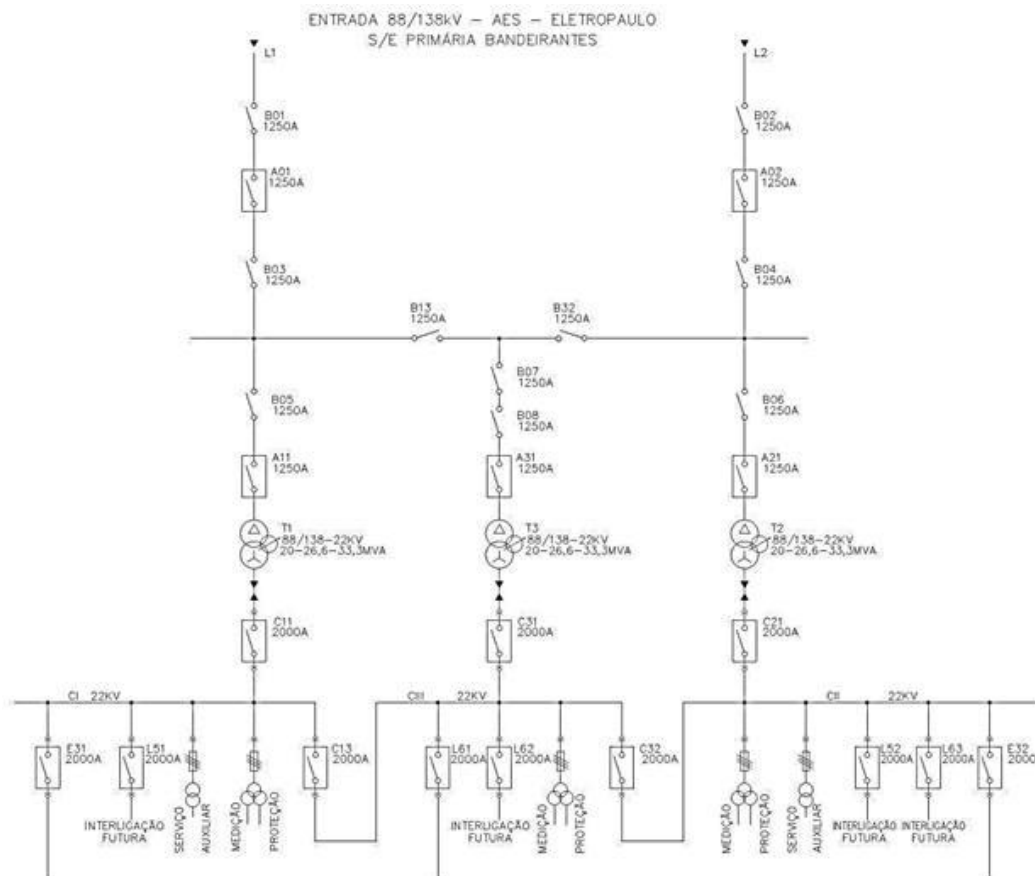 ENTRADA 88/138kV – AES – ELETROPAULO
S/E PRIMÁRIA BANDEIRANTES
L1
L2
B01
1250A
B02
1250A
A01
1250A
A02
1250A
B03
1250A
B04
1250A
B13
1250A
B32
1250A
B07
1250A
B05
1250A
B06
1250A
B08
1250A
A11
1250A
A31
1250A
A21
1250A
T1
88/138–22KV
20–26,6–33,3MVA
T3
88/138–22KV
20–26,6–33,3MVA
T2
88/138–22KV
20–26,6–33,3MVA
C11
2000A
C31
2000A
C21
2000A
CI 22KV
CIII 22KV
CII 22KV
E31
2000A
L51
2000A
C13
2000A
L61
2000A
L62
2000A
C32
2000A
L52
2000A
L63
2000A
E32
2000
INTERLIGAÇÃO
FUTURA
SERVIÇO
AUXILIAR
MEDIÇÃO
PROTEÇÃO
INTERLIGAÇÃO
FUTURA
MEDIÇÃO
PROTEÇÃO
MEDIÇÃO
PROTEÇÃO
SERVIÇO
AUXILIAR
INTERLIGAÇÃO
FUTURA
INTERLIGAÇÃO
FUTURA